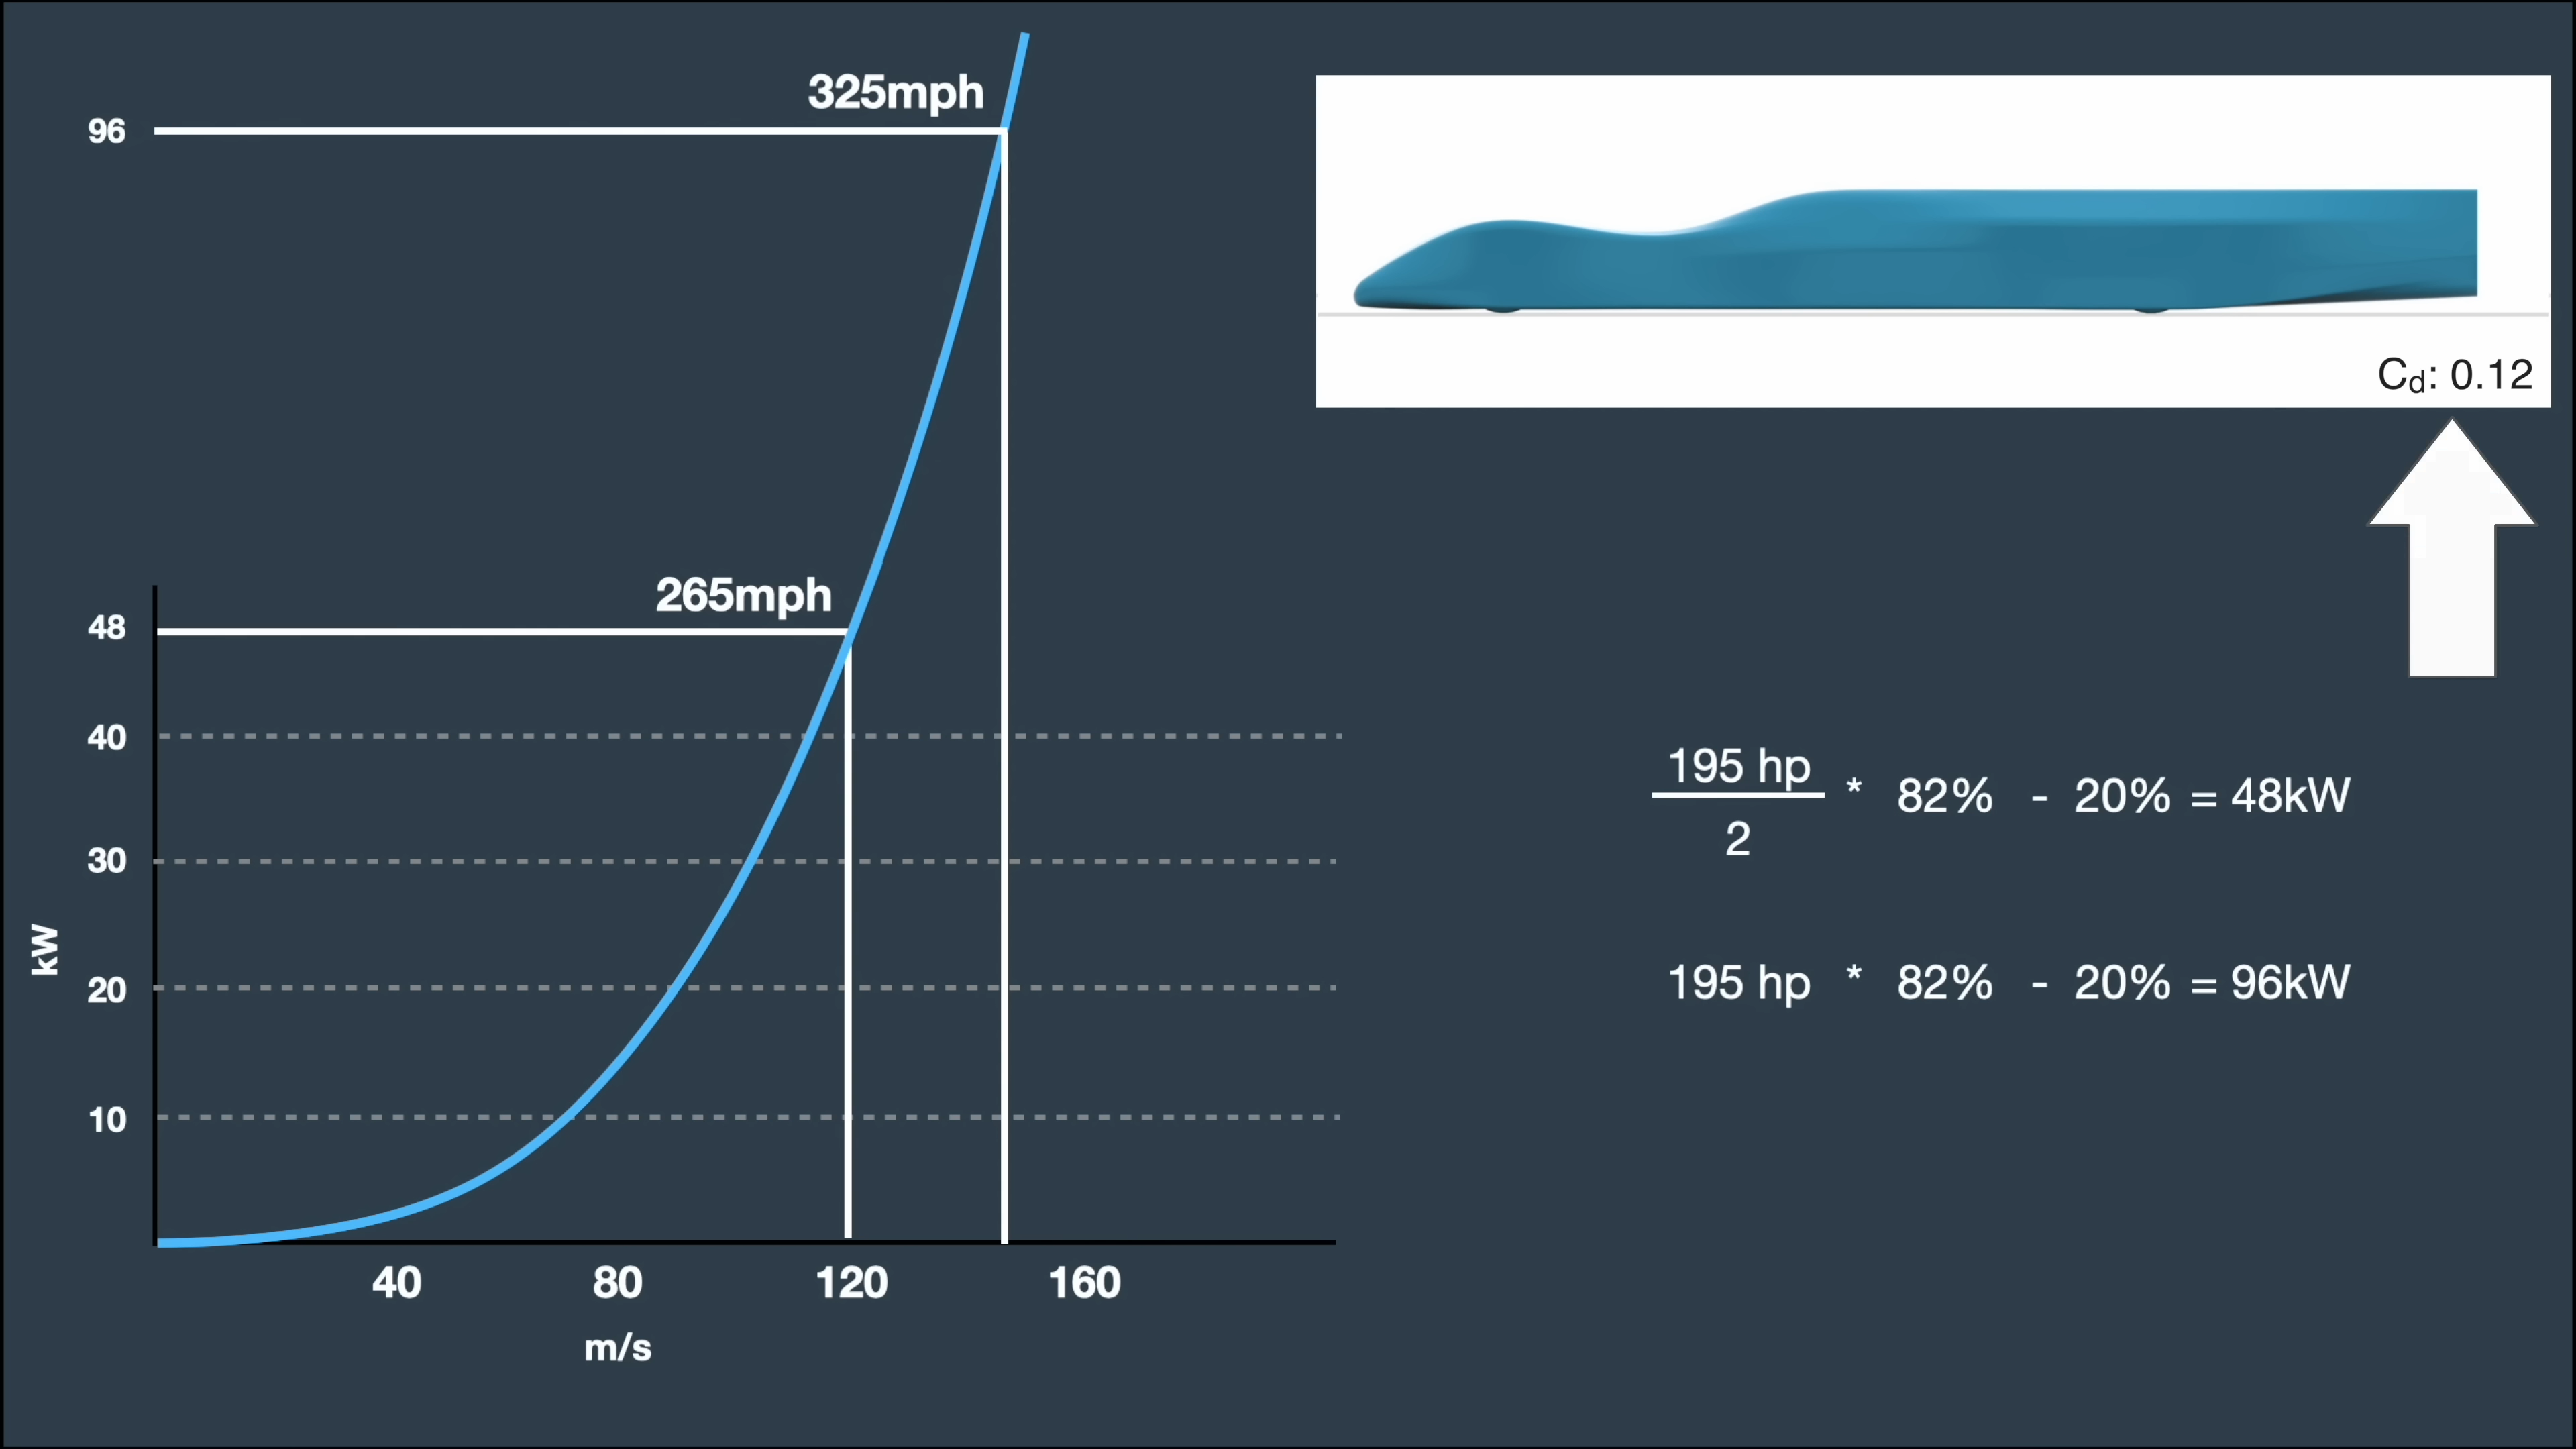 325mph
96
265mph
48
40
30
20
10
kW
40 80 120 160
m/s
Cd: 0.12
195 hp
2
* 82% - 20% = 48kW
195 hp * 82% - 20% = 96kW